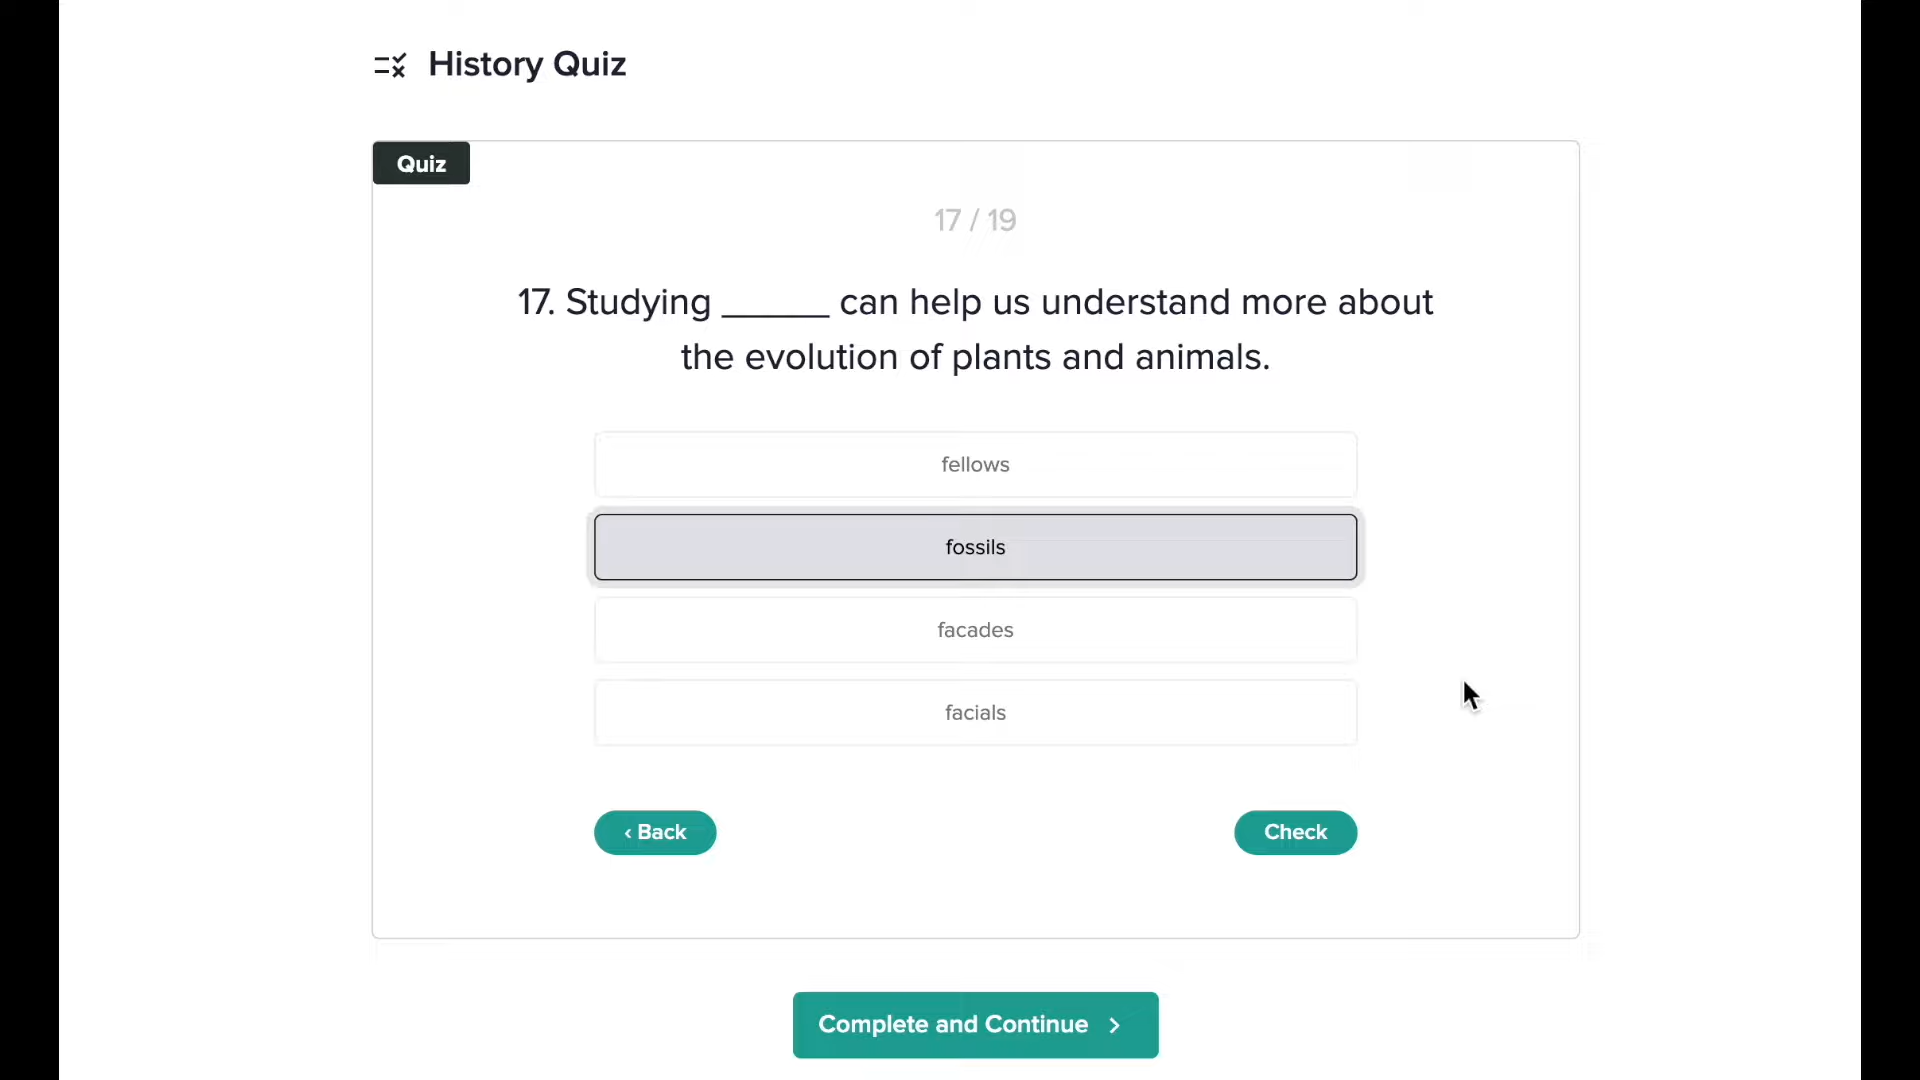 History Quiz
Quiz
17 / 19
17. Studying ______ can help us understand more about
the evolution of plants and animals.
fellows
fossils
facades
facials
‹ Back
Check
Complete and Continue >